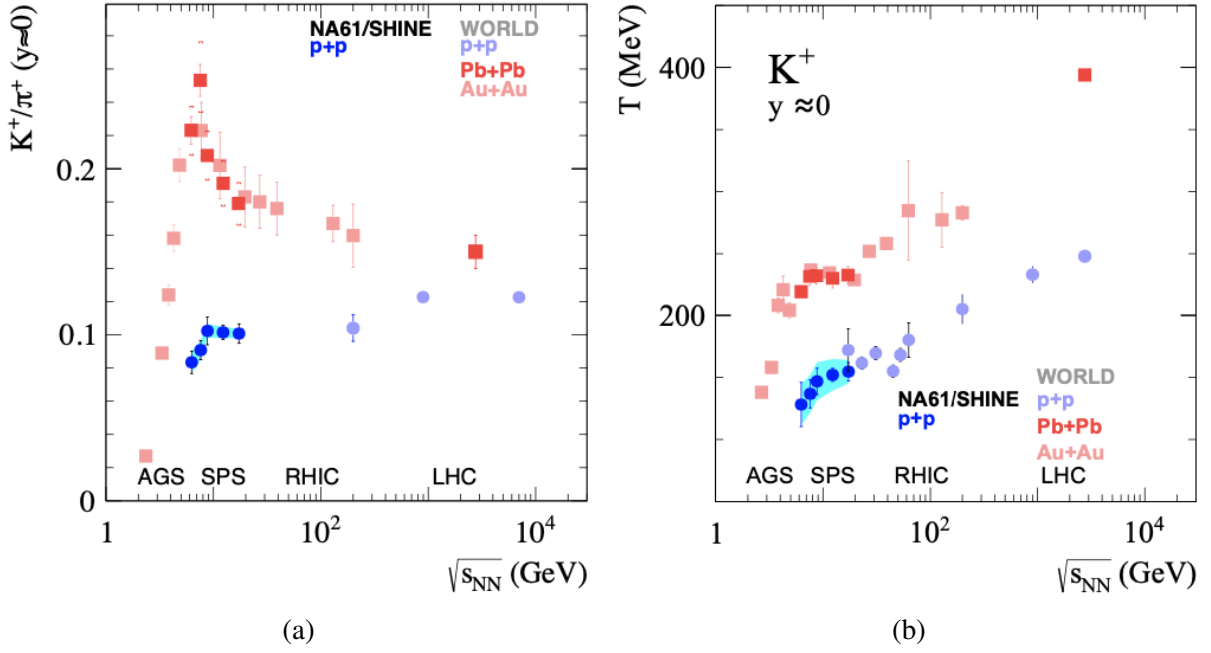 K⁺/π⁺ (y≈0)
0.2
0.1
0
NA61/SHINE
p+p
WORLD
p+p
Pb+Pb
Au+Au
AGS SPS RHIC LHC
1 10² 10⁴
√s_NN (GeV)
(a)
T (MeV)
400
200
K⁺
y ≈0
NA61/SHINE
p+p
WORLD
p+p
Pb+Pb
Au+Au
AGS SPS RHIC LHC
1 10² 10⁴
√s_NN (GeV)
(b)